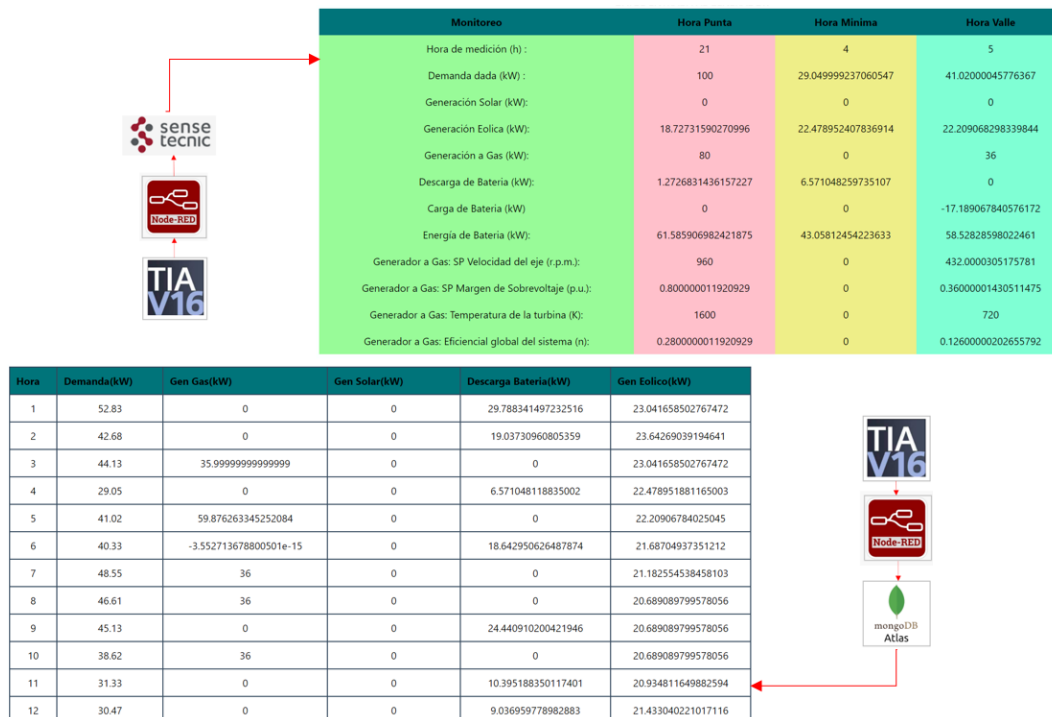 Monitoreo Hora Punta Hora Minima Hora Valle
Hora de medición (h) : 21 4 5
Demanda dada (kW) : 100 29.049999237060547 41.02000045776367
Generación Solar (kW): 0 0 0
Generación Eolica (kW): 18.72731590270996 22.478952407836914 22.209068298339844
Generación a Gas (kW): 80 0 36
Descarga de Bateria (kW): 1.2726831436157227 6.571048259735107 0
Carga de Bateria (kW) 0 0 -17.189067840576172
Energía de Bateria (kW): 61.585906982421875 43.05812454223633 58.52828598022461
Generador a Gas: SP Velocidad del eje (r.p.m.): 960 0 432.0000305175781
Generador a Gas: SP Margen de Sobrevoltaje (p.u.): 0.800000011920929 0 0.36000001430511475
Generador a Gas: Temperatura de la turbina (K): 1600 0 720
Generador a Gas: Eficiencial global del sistema (n): 0.2800000011920929 0 0.12600000202655792
sense
tecnic
Node-RED
TIA
V16
Hora Demanda(kW) Gen Gas(kW) Gen Solar(kW) Descarga Bateria(kW) Gen Eolico(kW)
1 52.83 0 0 29.788341497232516 23.041658502767472
2 42.68 0 0 19.03730960805359 23.64269039194641
3 44.13 35.99999999999999 0 0 23.041658502767472
4 29.05 0 0 6.571048118835002 22.478951881165003
5 41.02 59.876263345252084 0 0 22.20906784025045
6 40.33 -3.552713678800501e-15 0 18.642950626487874 21.68704937351212
7 48.55 36 0 0 21.182554538458103
8 46.61 36 0 0 20.689089799578056
9 45.13 0 0 24.440910200421946 20.689089799578056
10 38.62 36 0 0 20.689089799578056
11 31.33 0 0 10.395188350117401 20.934811649882594
12 30.47 0 0 9.036959778982883 21.433040221017116
TIA
V16
Node-RED
mongoDB
Atlas